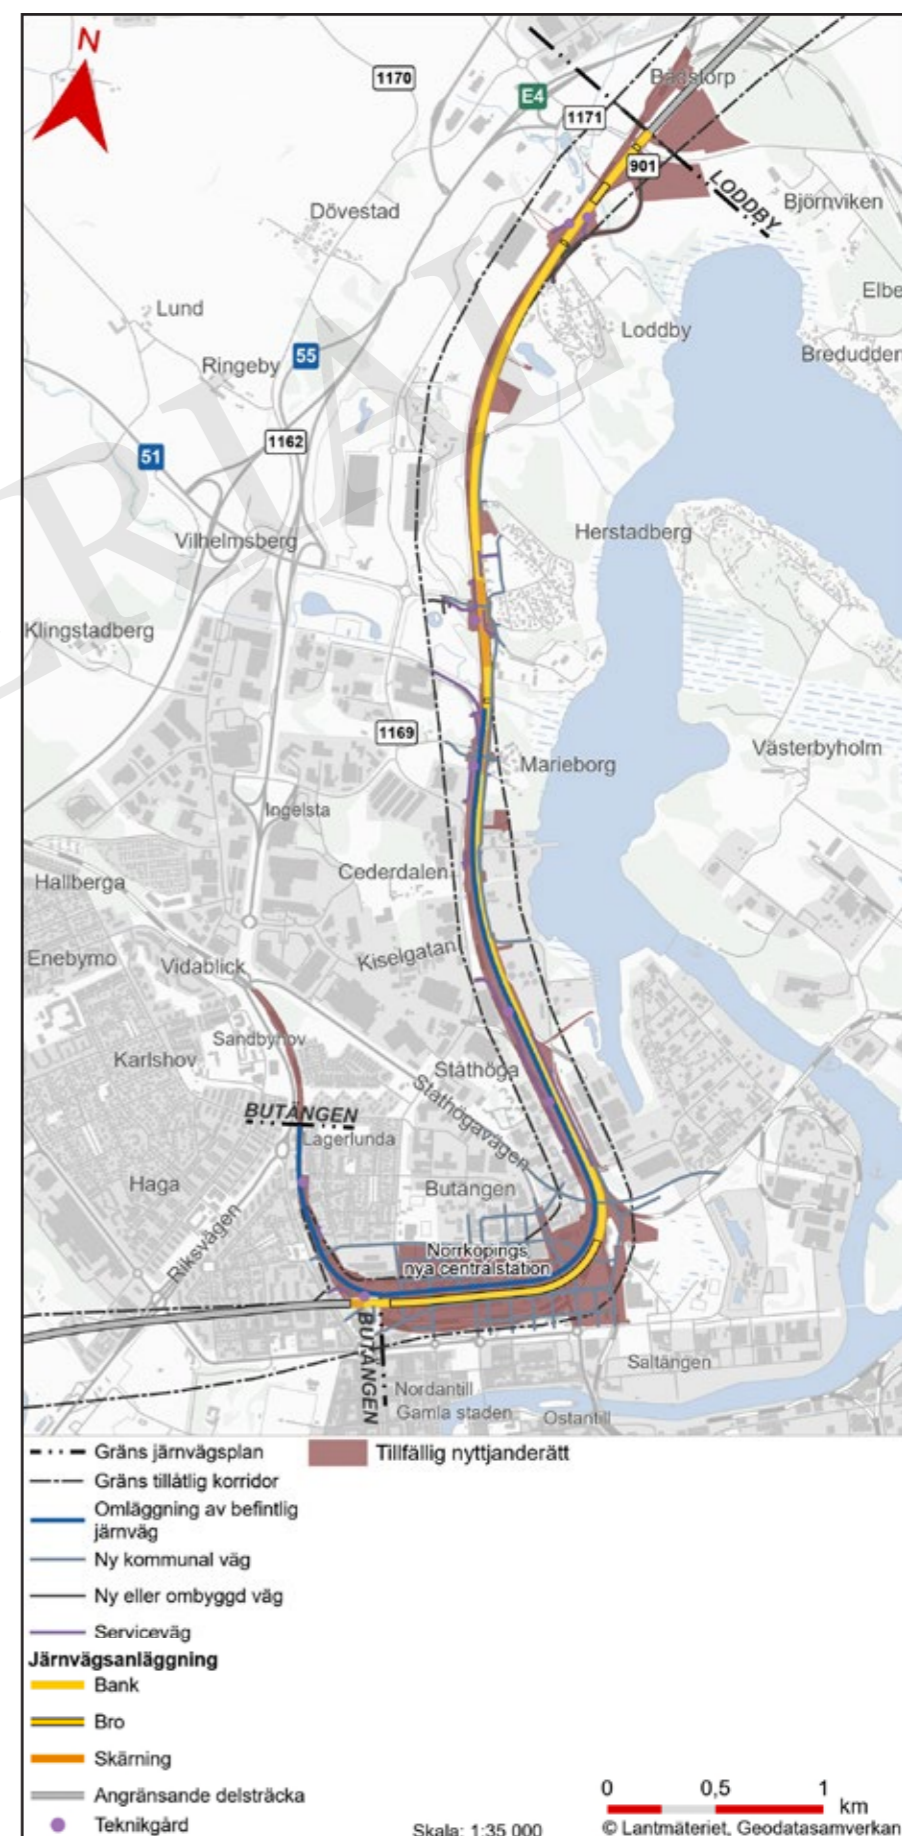 N
1170
Bådstorp
E4
1171
901
LODDBY
Björnviken
Dövestad
Elbe
Lund
Loddby
55
Ringeby
Bredudden
1162
51
ERIAL
Herstadberg
Vilhelmsberg
Klingstadberg
1169
Västerbyholm
Marieborg
Ingelsta
Cederdalen
Hallberga
Kiselgatan
Enebymo
Vidablick
Sandbyhov
Karlshov
Ståthöga
Ståthögavägen
BUTÄNGEN
Lagerlunda
Haga
Butängen
Riksvägen
Norrköpings
nya centralstation
BUTÄNGEN
Saltängen
Nordantill
Gamla staden
Östantill
Gräns järnvägsplan
Tillfällig nyttjanderätt
Gräns tillåtlig korridor
Omläggning av befintlig
järnväg
Ny kommunal väg
Ny eller ombyggd väg
Serviceväg
Järnvägsanläggning
Bank
Bro
Skärning
Angränsande delsträcka
Teknikgård
0 0,5 1
km
Skala: 1:35 000
© Lantmäteriet, Geodatasamverkan